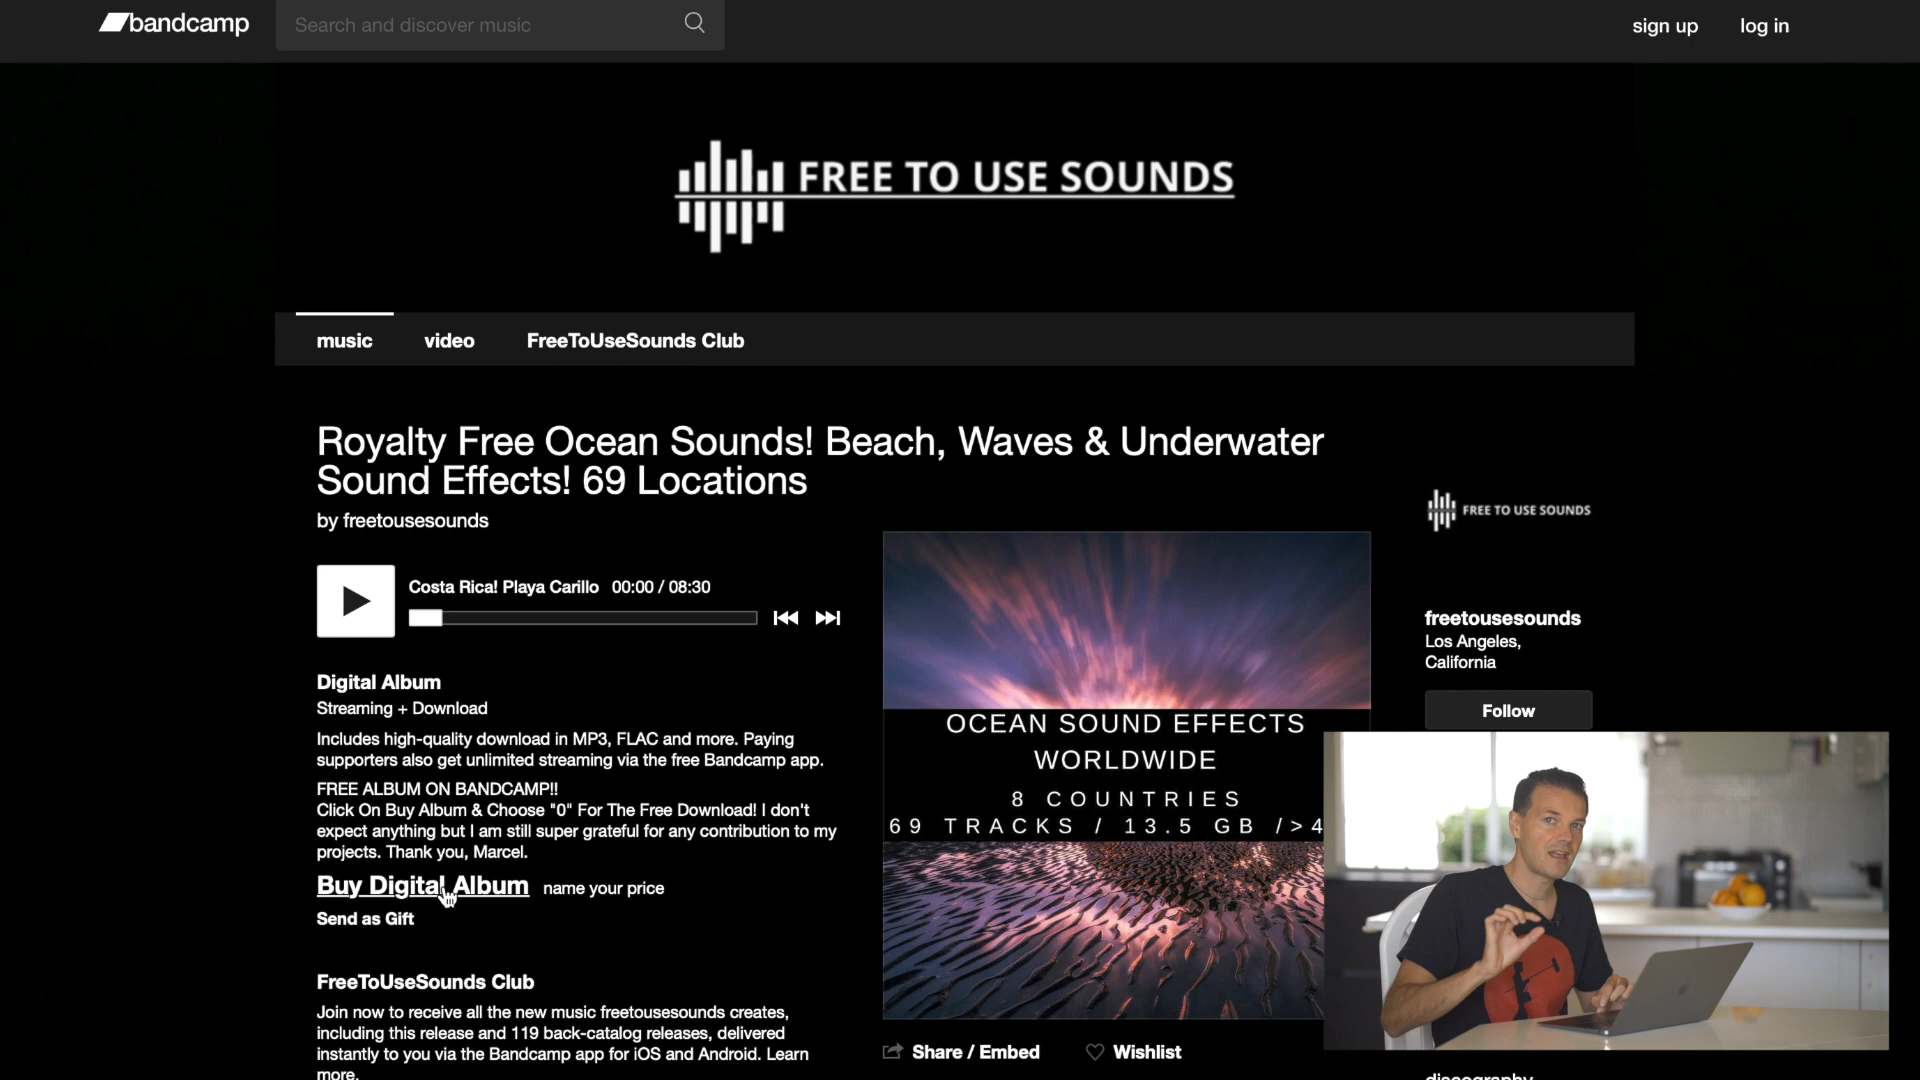 bandcamp
Search and discover music
sign up
log in
FREE TO USE SOUNDS
music
video
FreeToUseSounds Club
Royalty Free Ocean Sounds! Beach, Waves & Underwater
Sound Effects! 69 Locations
by freetousesounds
Costa Rica! Playa Carillo 00:00 / 08:30
Digital Album
Streaming + Download
Includes high-quality download in MP3, FLAC and more. Paying
supporters also get unlimited streaming via the free Bandcamp app.
FREE ALBUM ON BANDCAMP!!
Click On Buy Album & Choose "0" For The Free Download! I don't
expect anything but I am still super grateful for any contribution to my
projects. Thank you, Marcel.
Buy Digital Album name your price
Send as Gift
FreeToUseSounds Club
Join now to receive all the new music freetousesounds creates,
including this release and 119 back-catalog releases, delivered
instantly to you via the Bandcamp app for iOS and Android. Learn
more.
OCEAN SOUND EFFECTS
WORLDWIDE
8 COUNTRIES
69 TRACKS / 13.5 GB />4
Share / Embed
Wishlist
FREE TO USE SOUNDS
freetousesounds
Los Angeles,
California
Follow
discography